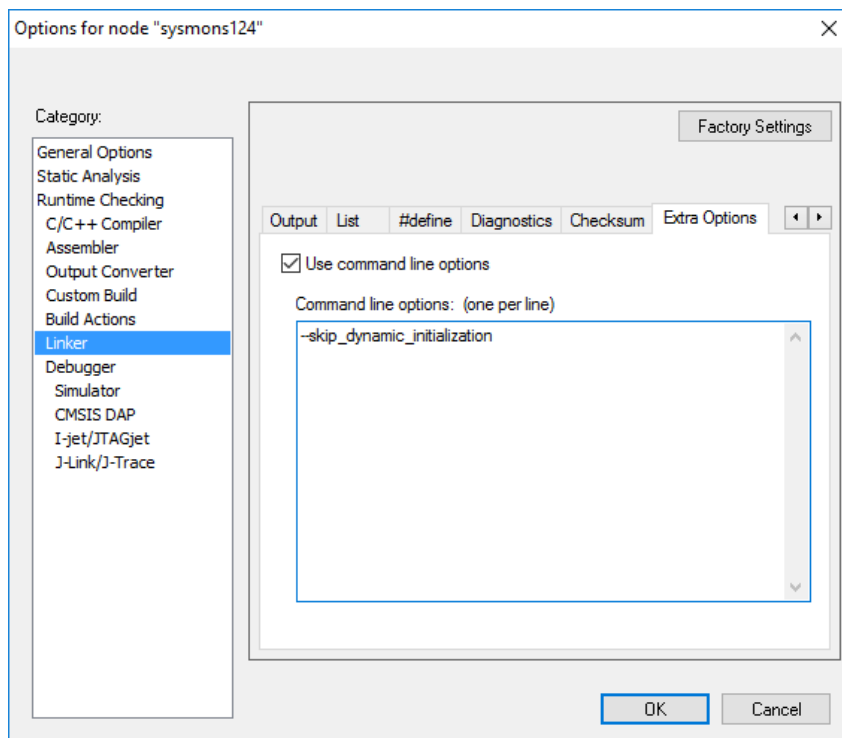 Options for node "sysmons124"
Category:
Factory Settings
General Options
Static Analysis
Runtime Checking
C/C++ Compiler
Assembler
Output Converter
Custom Build
Build Actions
Linker
Debugger
Simulator
CMSIS DAP
I-jet/JTAGjet
J-Link/J-Trace
Output List #define Diagnostics Checksum Extra Options
Use command line options
Command line options: (one per line)
--skip_dynamic_initialization
OK Cancel